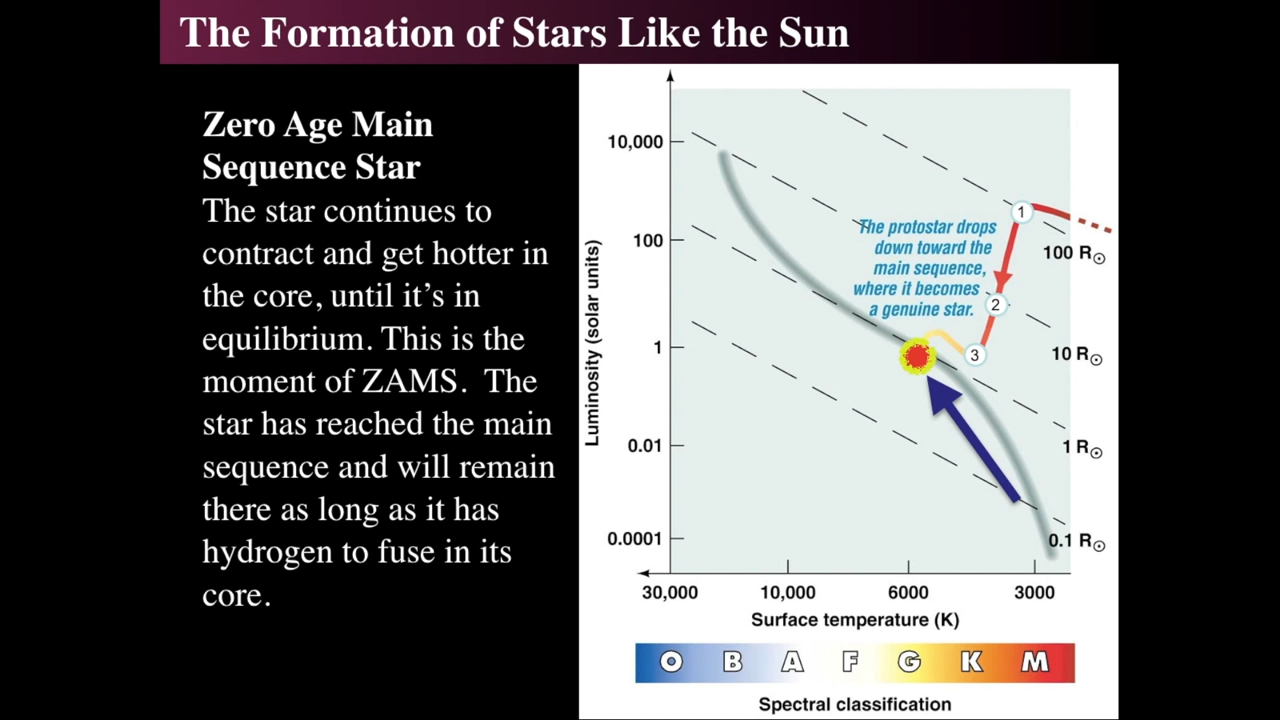 The Formation of Stars Like the Sun
Zero Age Main
Sequence Star
The star continues to
contract and get hotter in
the core, until it’s in
equilibrium. This is the
moment of ZAMS.  The
star has reached the main
sequence and will remain
there as long as it has
hydrogen to fuse in its
core.
Luminosity (solar units)
10,000
100
1
0.01
0.0001
The protostar drops
down toward the
main sequence,
where it becomes
a genuine star.
1
2
3
100 R☉
10 R☉
1 R☉
0.1 R☉
30,000 10,000 6000 3000
Surface temperature (K)
O B A F G K M
Spectral classification